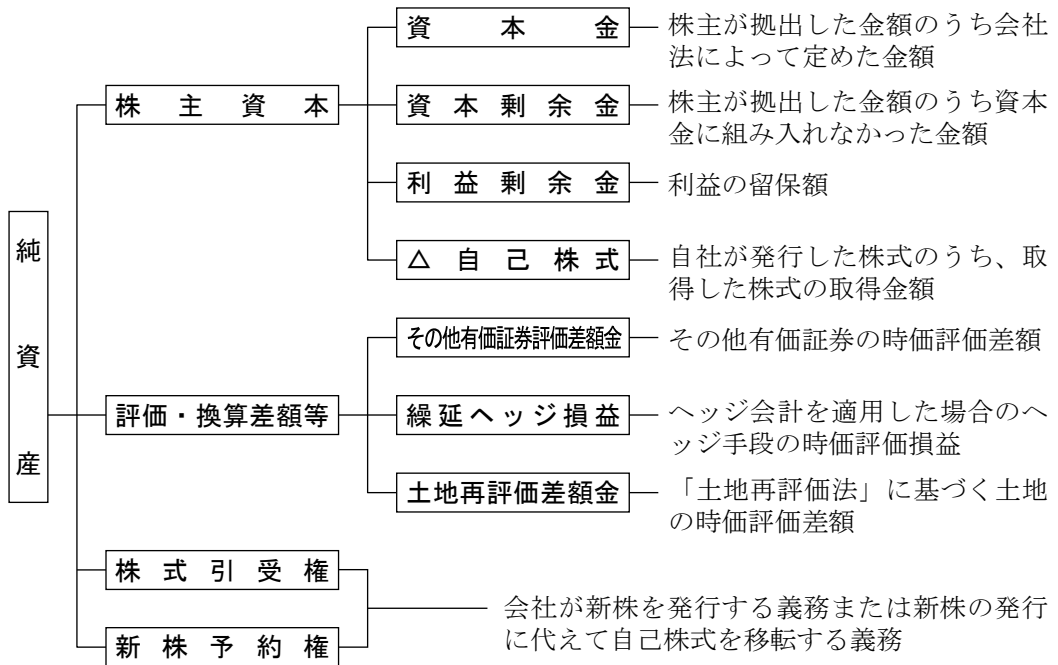 純資産
株主資本
資本金
株主が拠出した金額のうち会社
法によって定めた金額
資本剰余金
株主が拠出した金額のうち資本
金に組み入れなかった金額
利益剰余金
利益の留保額
△自己株式
自社が発行した株式のうち、取
得した株式の取得金額
評価・換算差額等
その他有価証券評価差額金
その他有価証券の時価評価差額
繰延ヘッジ損益
ヘッジ会計を適用した場合のヘ
ッジ手段の時価評価損益
土地再評価差額金
「土地再評価法」に基づく土地
の時価評価差額
株式引受権
新株予約権
会社が新株を発行する義務または新株の発行
に代えて自己株式を移転する義務